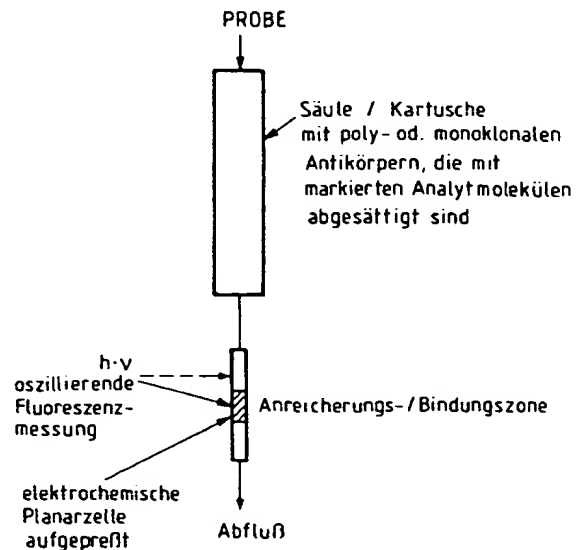 PROBE
Säule / Kartusche
mit poly- od. monoklonalen
Antikörpern, die mit
markierten Analytmolekülen
abgesättigt sind
h·ν
oszillierende
Fluoreszenz-
messung
Anreicherungs-/Bindungszone
elektrochemische
Planarzelle
aufgepreßt
Abfluß